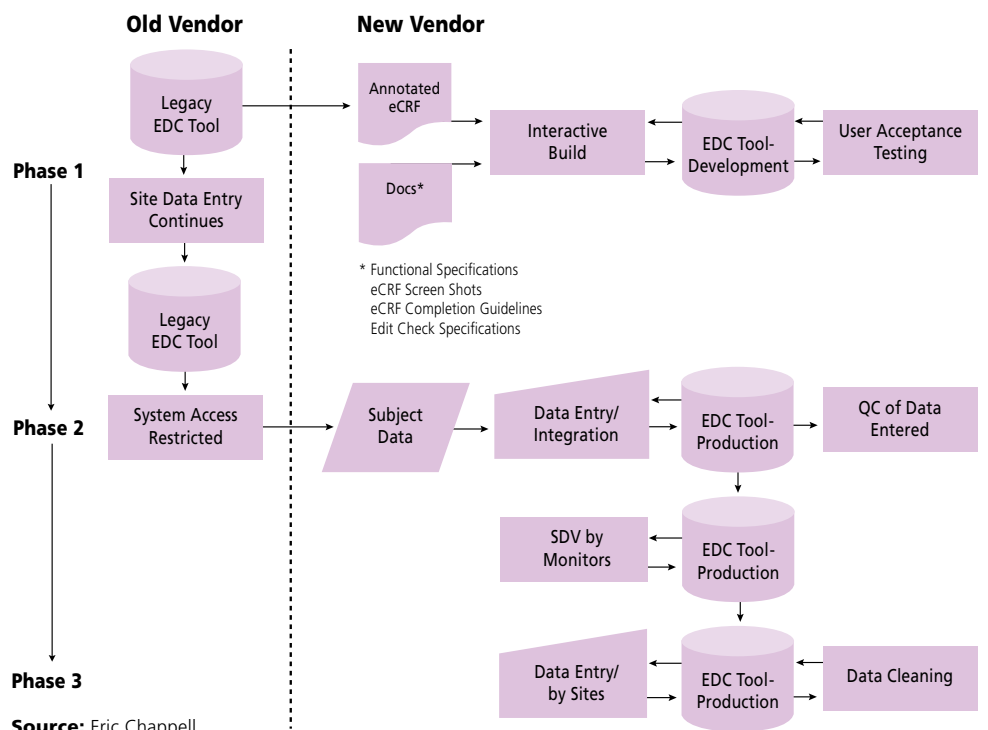 Old Vendor
New Vendor
Legacy
EDC Tool
Annotated
eCRF
Interactive
Build
EDC Tool-
Development
User Acceptance
Testing
Phase 1
Site Data Entry
Continues
Docs*
* Functional Specifications
eCRF Screen Shots
eCRF Completion Guidelines
Edit Check Specifications
Legacy
EDC Tool
Phase 2
System Access
Restricted
Subject
Data
Data Entry/
Integration
EDC Tool-
Production
QC of Data
Entered
SDV by
Monitors
EDC Tool-
Production
Phase 3
Data Entry/
by Sites
EDC Tool-
Production
Data Cleaning
Source: Eric Chappell